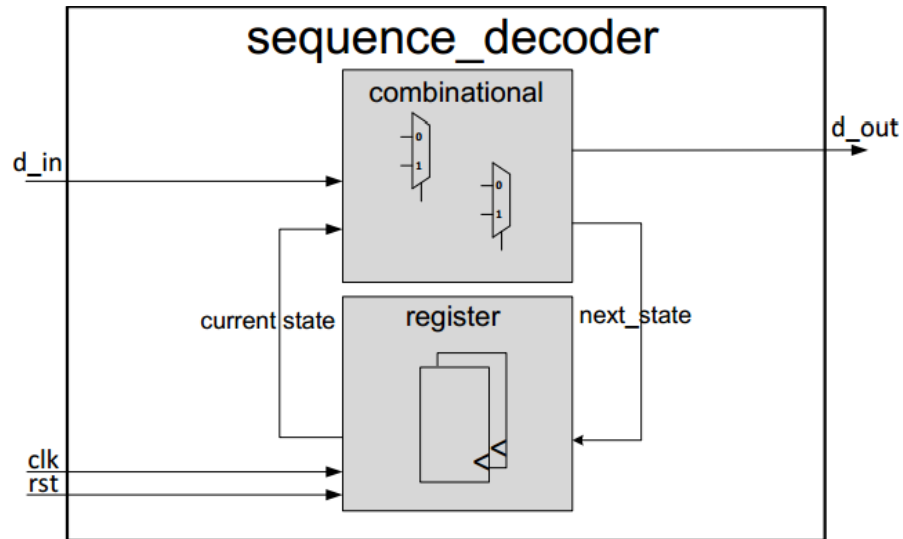 sequence_decoder
combinational
0
1
0
1
d_in
d_out
current state
register
next_state
clk
rst